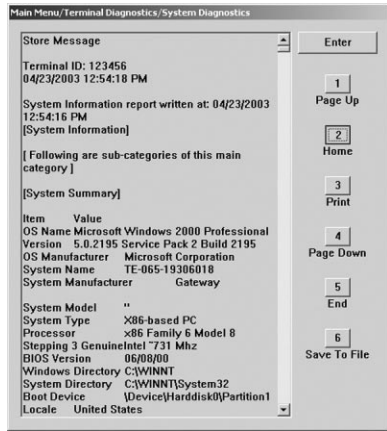 Main Menu/Terminal Diagnostics/System Diagnostics
Store Message
Terminal ID: 123456
04/23/2003 12:54:18 PM
System Information report written at: 04/23/2003
12:54:16 PM
[System Information]
[ Following are sub-categories of this main
category ]
[System Summary]
Item Value
OS Name Microsoft Windows 2000 Professional
Version 5.0.2195 Service Pack 2 Build 2195
OS Manufacturer Microsoft Corporation
System Name TE-065-19306018
System Manufacturer Gateway
System Model "
System Type X86-based PC
Processor x86 Family 6 Model 8
Stepping 3 GenuineIntel ~731 Mhz
BIOS Version 06/08/00
Windows Directory C:\WINNT
System Directory C:\WINNT\System32
Boot Device \Device\Harddisk0\Partition1
Locale United States
Enter
1
Page Up
2
Home
3
Print
4
Page Down
5
End
6
Save To File